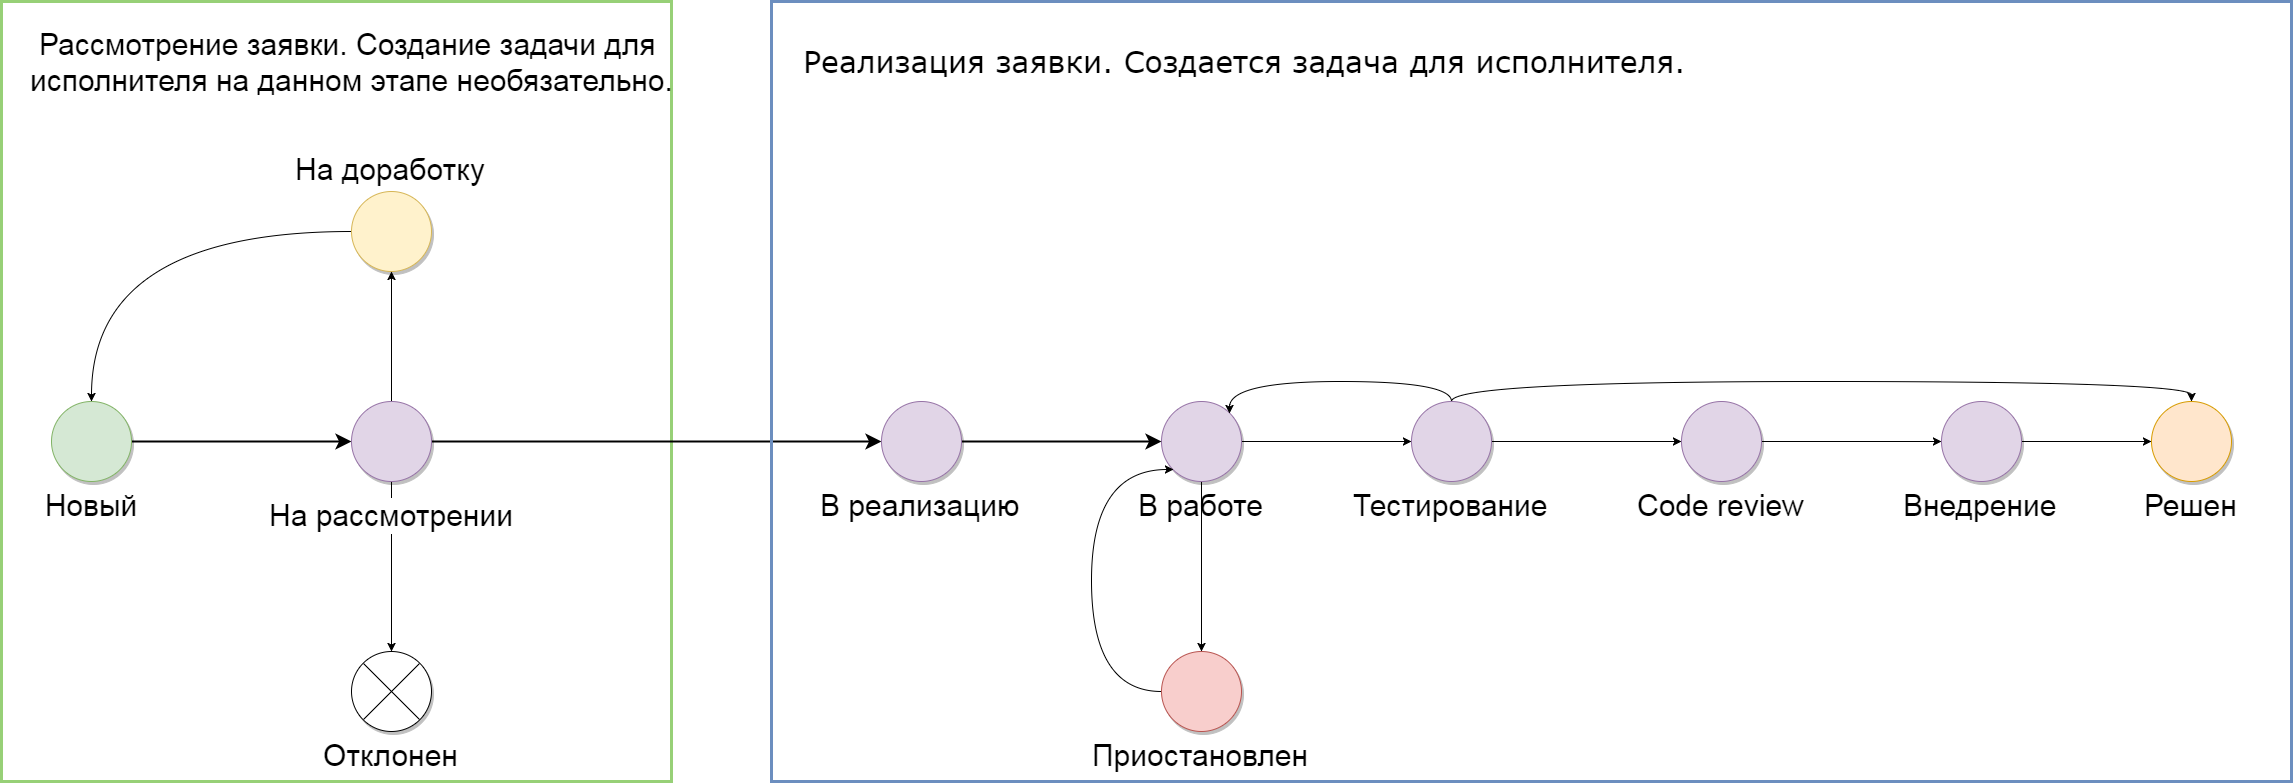 Рассмотрение заявки. Создание задачи для
исполнителя на данном этапе необязательно.
Реализация заявки. Создается задача для исполнителя.
На доработку
Новый
На рассмотрении
В реализацию
В работе
Тестирование
Code review
Внедрение
Решен
Отклонен
Приостановлен